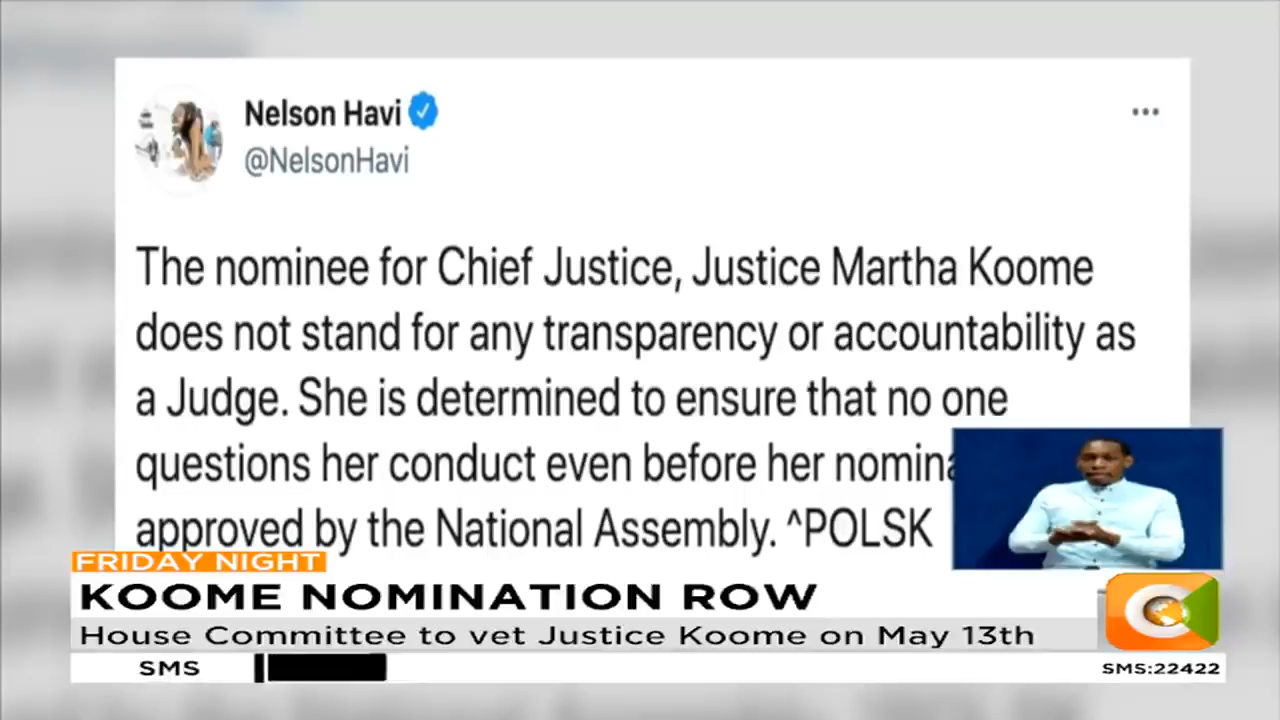 Nelson Havi
@NelsonHavi
The nominee for Chief Justice, Justice Martha Koome
does not stand for any transparency or accountability as
a Judge. She is determined to ensure that no one
questions her conduct even before her nomina
approved by the National Assembly. ^POLSK
FRIDAY NIGHT
KOOME NOMINATION ROW
House Committee to vet Justice Koome on May 13th
SMS
SMS:22422